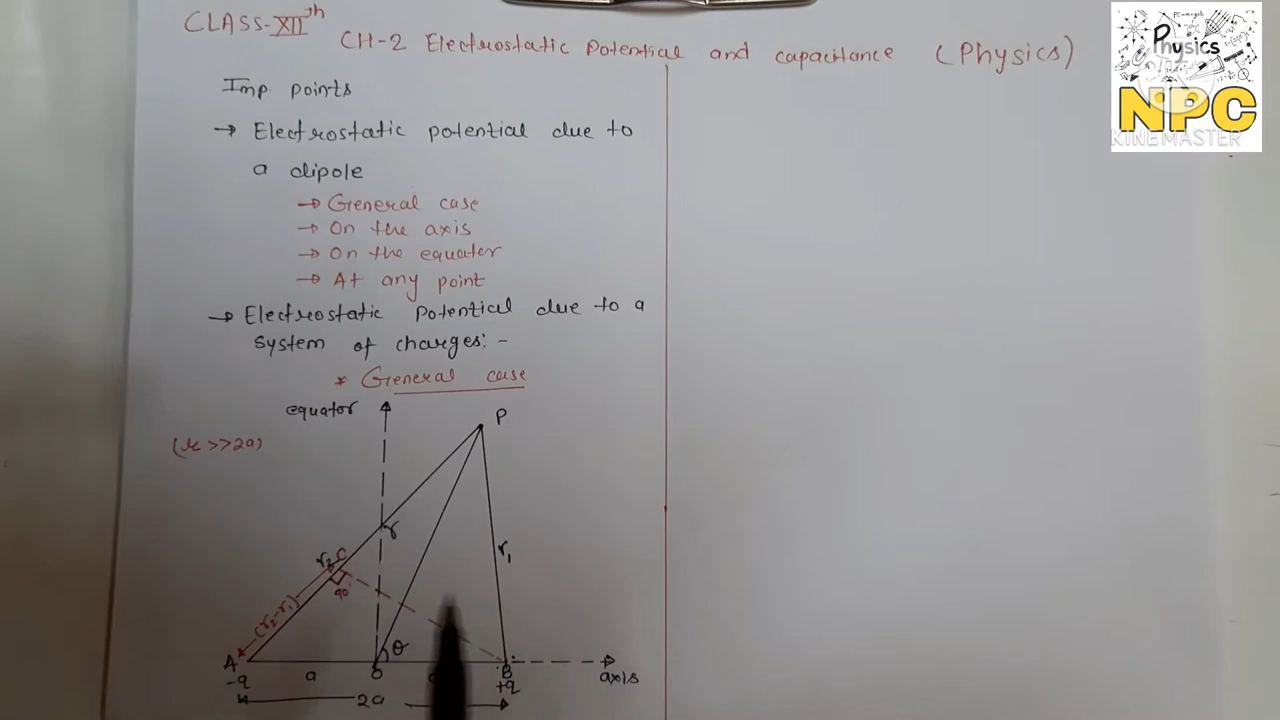 CLASS-XIIth
CH-2 Electrostatic Potential and capacitance (Physics)
Physics
NPC
KINEMASTER
Imp. points
→ Electrostatic potential due to
a dipole
→ General case
→ On the axis
→ On the equator
→ At any point
→ Electrostatic Potential due to a
system of charges:-
* General case
equator
P
(r >> 2a)
r
r2 C
r1
90°
(r2-r1)
θ
A
O
B
axis
-q
a
+q
2a